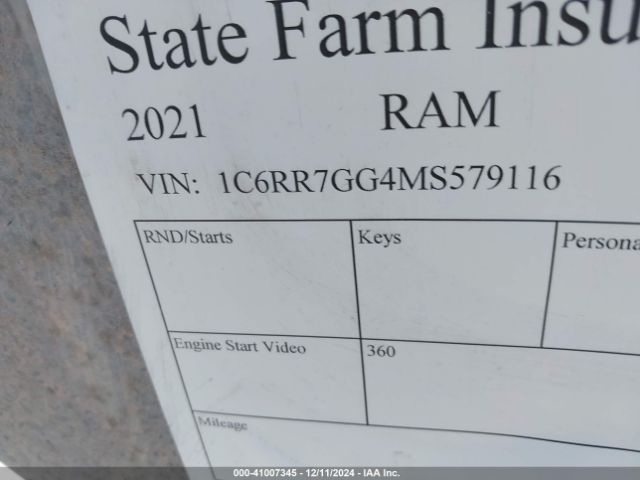 State Farm Insu
2021 RAM
VIN: 1C6RR7GG4MS579116
RND/Starts Keys Persona
Engine Start Video 360
Mileage
000-41007345 - 12/11/2024 - IAA Inc.